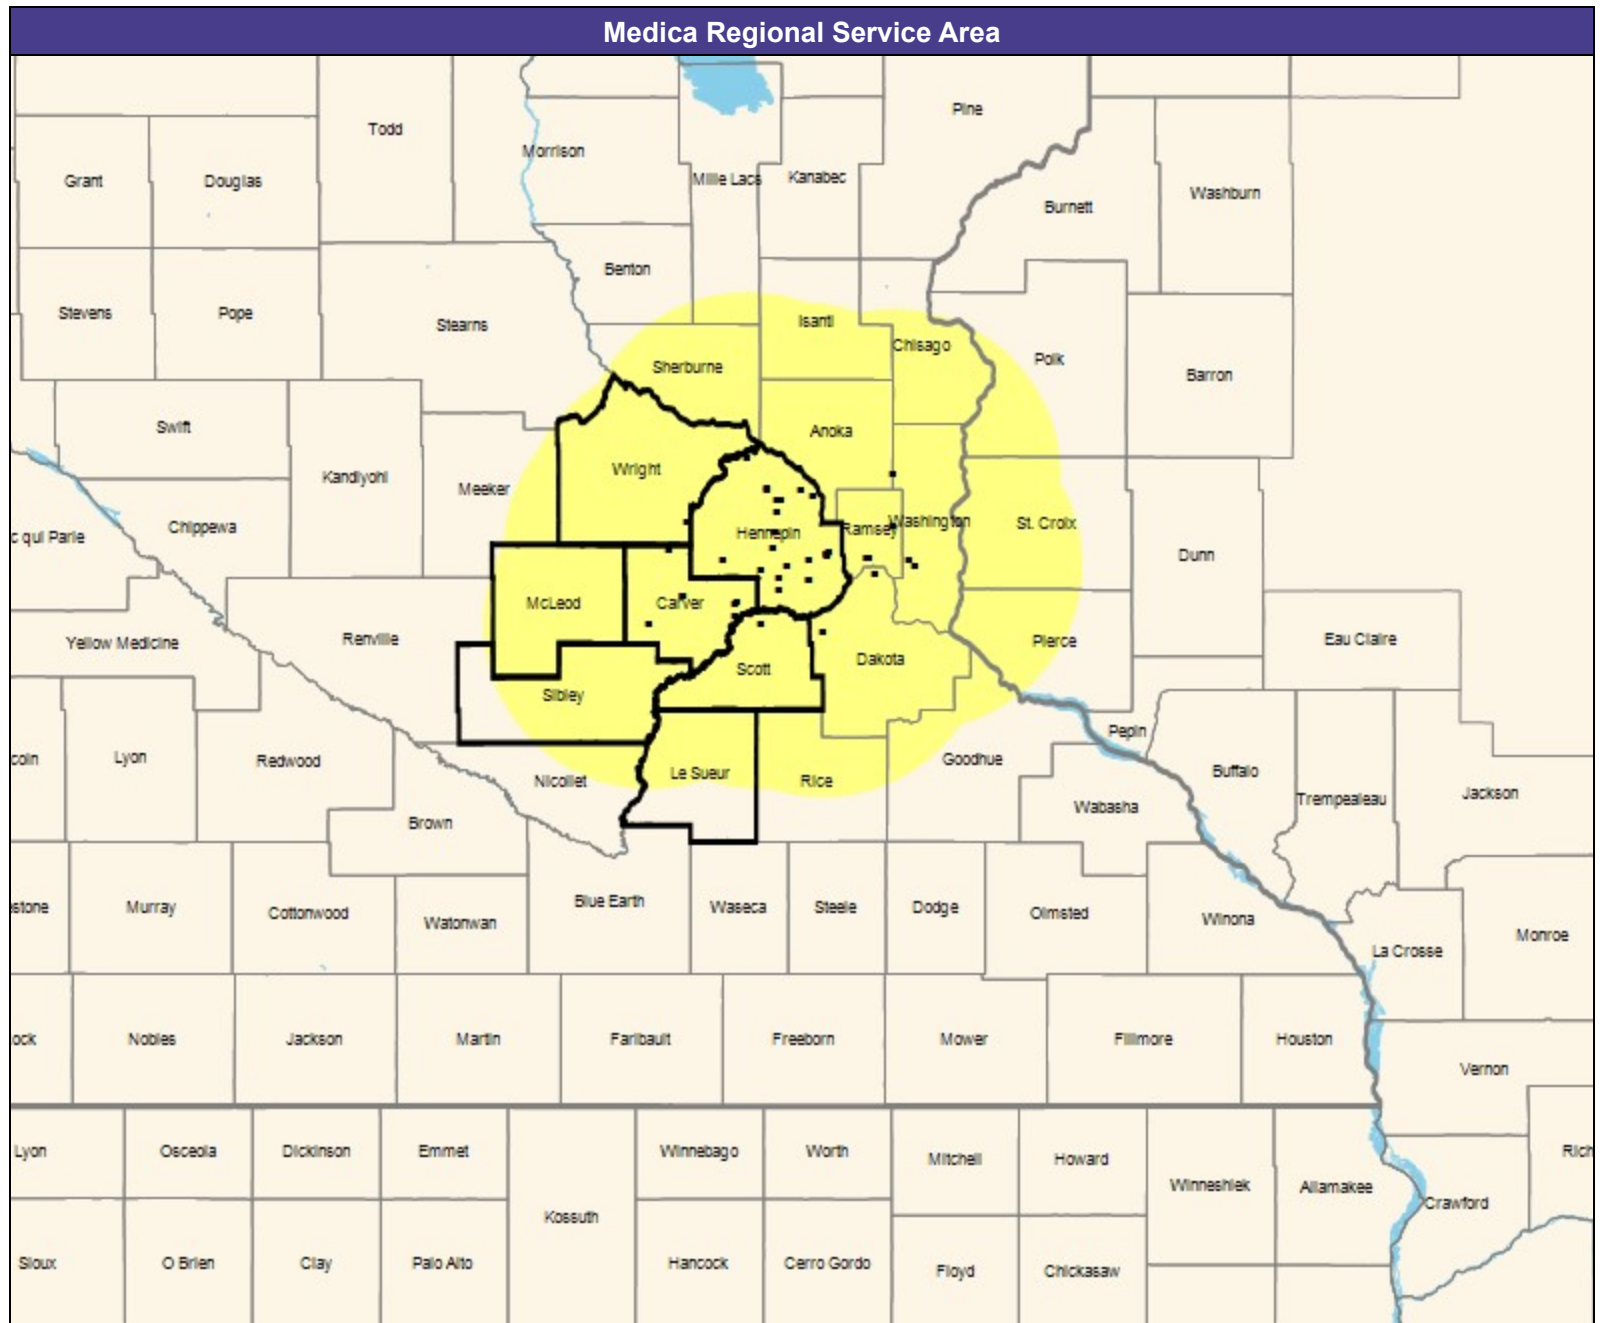 Medica Regional Service Area
Pine
Todd
Morrison
Mille Lacs
Kanabec
Grant
Douglas
Washburn
Burnett
Benton
Stevens
Pope
Stearns
Isanti
Chisago
Polk
Sherburne
Barron
Swift
Anoka
Wright
Kandiyohi
Meeker
Chippewa
c qui Parle
Hennepin
Ramsey
Washington
St. Croix
Dunn
McLeod
Carver
Yellow Medicine
Renville
Scott
Dakota
Pierce
Eau Claire
Sibley
coln
Lyon
Redwood
Nicollet
Le Sueur
Rice
Goodhue
Pepin
Buffalo
Trempealeau
Jackson
Wabasha
Brown
stone
Murray
Cottonwood
Watonwan
Blue Earth
Waseca
Steele
Dodge
Olmsted
Winona
La Crosse
Monroe
ock
Nobles
Jackson
Martin
Faribault
Freeborn
Mower
Fillmore
Houston
Vernon
Lyon
Osceola
Dickinson
Emmet
Winnebago
Worth
Mitchell
Howard
Winneshiek
Allamakee
Crawford
Rich
Kossuth
Sioux
O Brien
Clay
Palo Alto
Hancock
Cerro Gordo
Floyd
Chickasaw